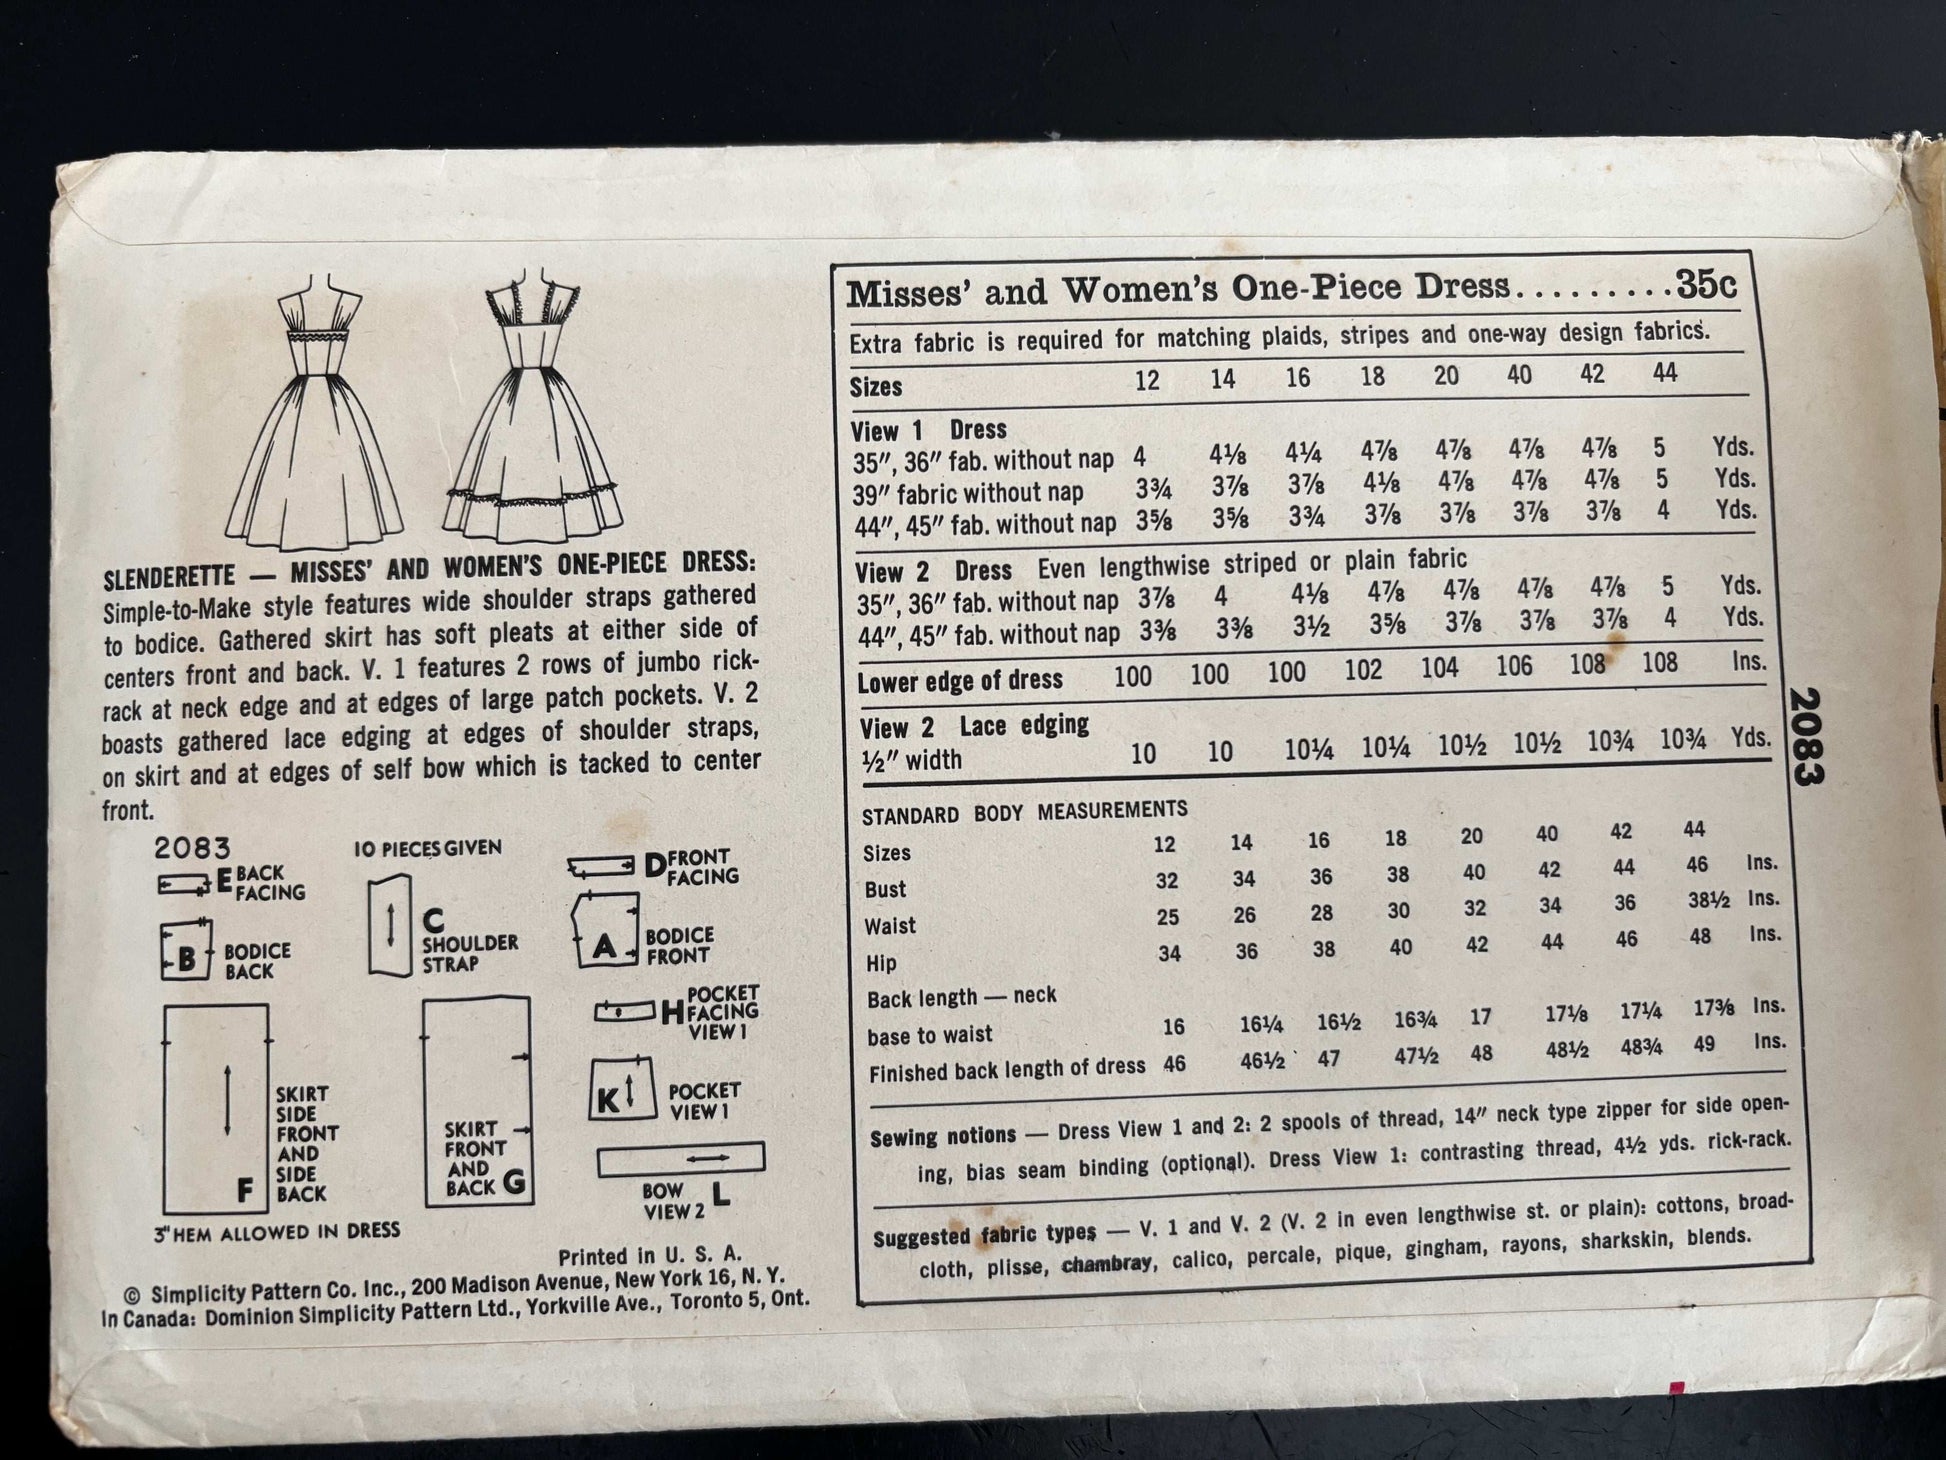 SLENDERETTE — MISSES' AND WOMEN'S ONE-PIECE DRESS:
Simple-to-Make style features wide shoulder straps gathered
to bodice. Gathered skirt has soft pleats at either side of
centers front and back. V. 1 features 2 rows of jumbo rick-
rack at neck edge and at edges of large patch pockets. V. 2
boasts gathered lace edging at edges of shoulder straps,
on skirt and at edges of self bow which is tacked to center
front.
2083
10 PIECES GIVEN
E BACK
FACING
D FRONT
FACING
B BODICE
BACK
C
SHOULDER
STRAP
A BODICE
FRONT
H POCKET
FACING
VIEW 1
K POCKET
VIEW 1
F SKIRT
SIDE
FRONT
AND
SIDE
BACK
SKIRT
FRONT
AND
BACK G
BOW
VIEW 2 L
3" HEM ALLOWED IN DRESS
Printed in U. S. A.
© Simplicity Pattern Co. Inc., 200 Madison Avenue, New York 16, N. Y.
In Canada: Dominion Simplicity Pattern Ltd., Yorkville Ave., Toronto 5, Ont.
Misses' and Women's One-Piece Dress.........35c
Extra fabric is required for matching plaids, stripes and one-way design fabrics.
Sizes 12 14 16 18 20 40 42 44
View 1 Dress
35", 36" fab. without nap 4 4⅛ 4¼ 4⅞ 4⅞ 4⅞ 4⅞ 5 Yds.
39" fabric without nap 3¾ 3⅞ 3⅞ 4⅛ 4⅞ 4⅞ 4⅞ 5 Yds.
44", 45" fab. without nap 3⅝ 3⅝ 3¾ 3⅞ 3⅞ 3⅞ 3⅞ 4 Yds.
View 2 Dress Even lengthwise striped or plain fabric
35", 36" fab. without nap 3⅞ 4 4⅛ 4⅞ 4⅞ 4⅞ 4⅞ 5 Yds.
44", 45" fab. without nap 3⅜ 3⅜ 3½ 3⅝ 3⅞ 3⅞ 3⅞ 4 Yds.
Lower edge of dress 100 100 100 102 104 106 108 108 Ins.
View 2 Lace edging
½" width 10 10 10¼ 10¼ 10½ 10½ 10¾ 10¾ Yds.
STANDARD BODY MEASUREMENTS
Sizes 12 14 16 18 20 40 42 44
Bust 32 34 36 38 40 42 44 46 Ins.
Waist 25 26 28 30 32 34 36 38½ Ins.
Hip 34 36 38 40 42 44 46 48 Ins.
Back length — neck
base to waist 16 16¼ 16½ 16¾ 17 17⅛ 17¼ 17⅜ Ins.
Finished back length of dress 46 46½ 47 47½ 48 48½ 48¾ 49 Ins.
Sewing notions — Dress View 1 and 2: 2 spools of thread, 14" neck type zipper for side open-
ing, bias seam binding (optional). Dress View 1: contrasting thread, 4½ yds. rick-rack.
Suggested fabric types — V. 1 and V. 2 (V. 2 in even lengthwise st. or plain): cottons, broad-
cloth, plisse, chambray, calico, percale, pique, gingham, rayons, sharkskin, blends.
2083